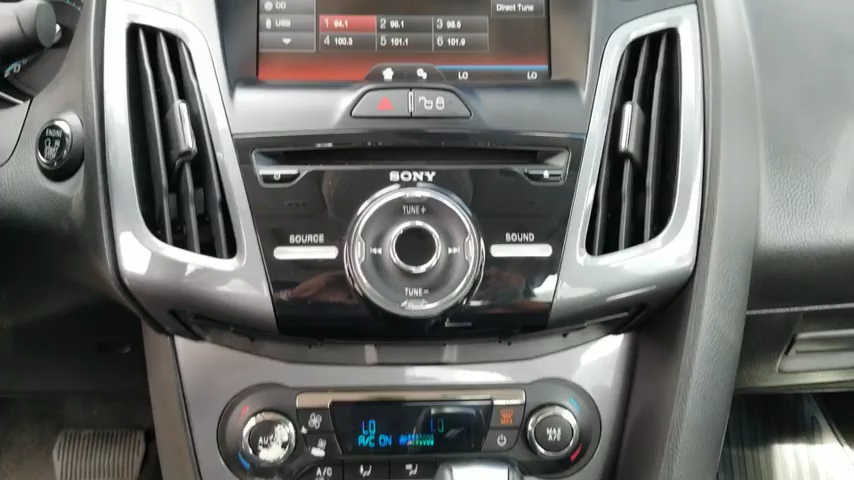 CD
Direct Tune
USB
1 94.1 2 96.1 3 98.5
4 100.3 5 101.1 6 101.9
LO LO
ENGINE
SONY
TUNE+
SOURCE
SOUND
TUNE-
LO LO
A/C ON
AUTO
MAX
A/C
A/C